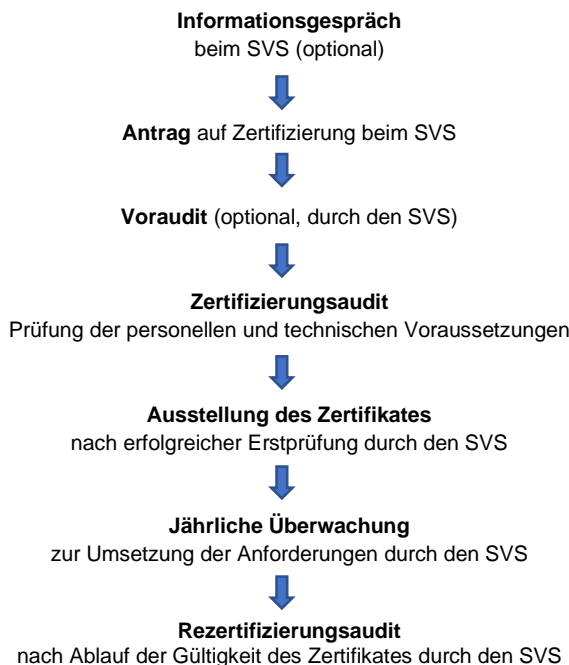 Informationsgespräch
beim SVS (optional)
Antrag auf Zertifizierung beim SVS
Voraudit (optional, durch den SVS)
Zertifizierungsaudit
Prüfung der personellen und technischen Voraussetzungen
Ausstellung des Zertifikates
nach erfolgreicher Erstprüfung durch den SVS
Jährliche Überwachung
zur Umsetzung der Anforderungen durch den SVS
Rezertifizierungsaudit
nach Ablauf der Gültigkeit des Zertifikates durch den SVS